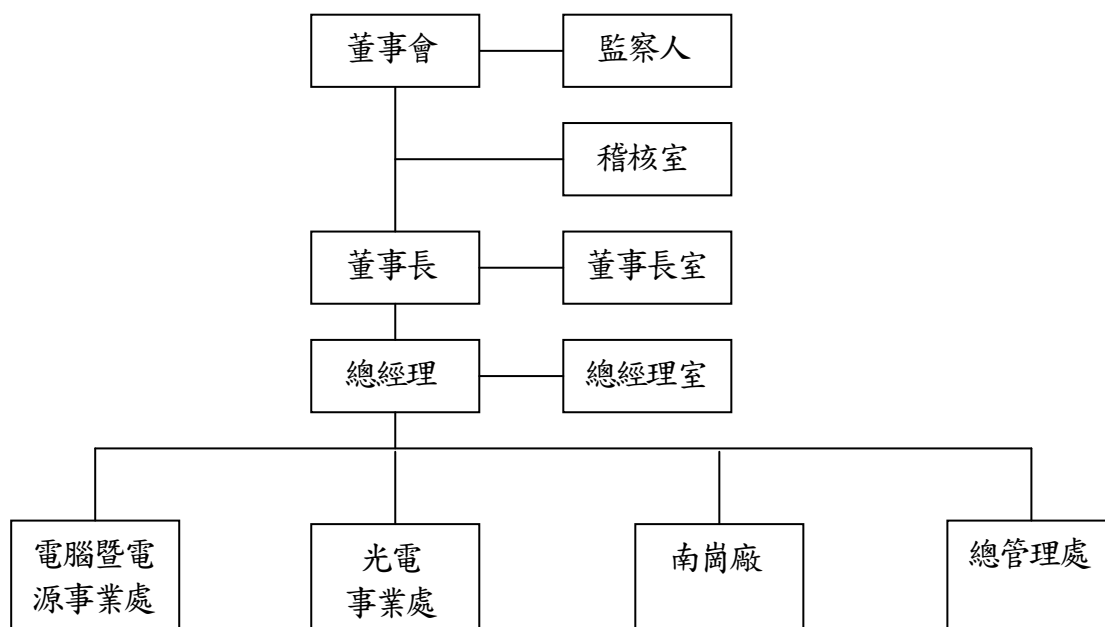 董事會
監察人
稽核室
董事長
董事長室
總經理
總經理室
電腦暨電
源事業處
光電
事業處
南崗廠
總管理處